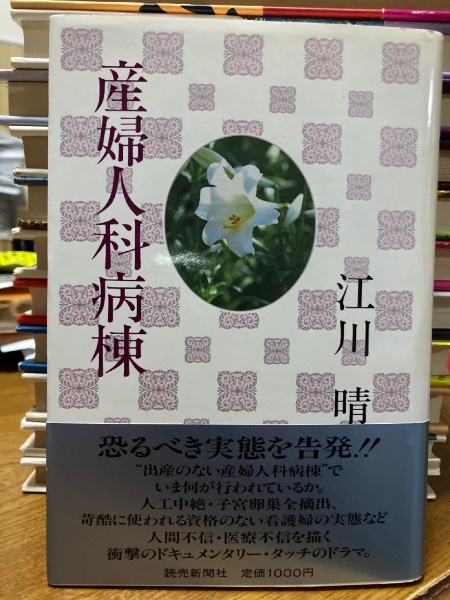 産婦人科病棟
江川 晴
恐るべき実態を告発!!
“出産のない産婦人科病棟”で
いま何が行われているか。
人工中絶・子宮卵巣全摘出、
苛酷に使われる資格のない看護婦の実態など
人間不信・医療不信を描く
衝撃のドキュメンタリー・タッチのドラマ。
読売新聞社 定価1000円